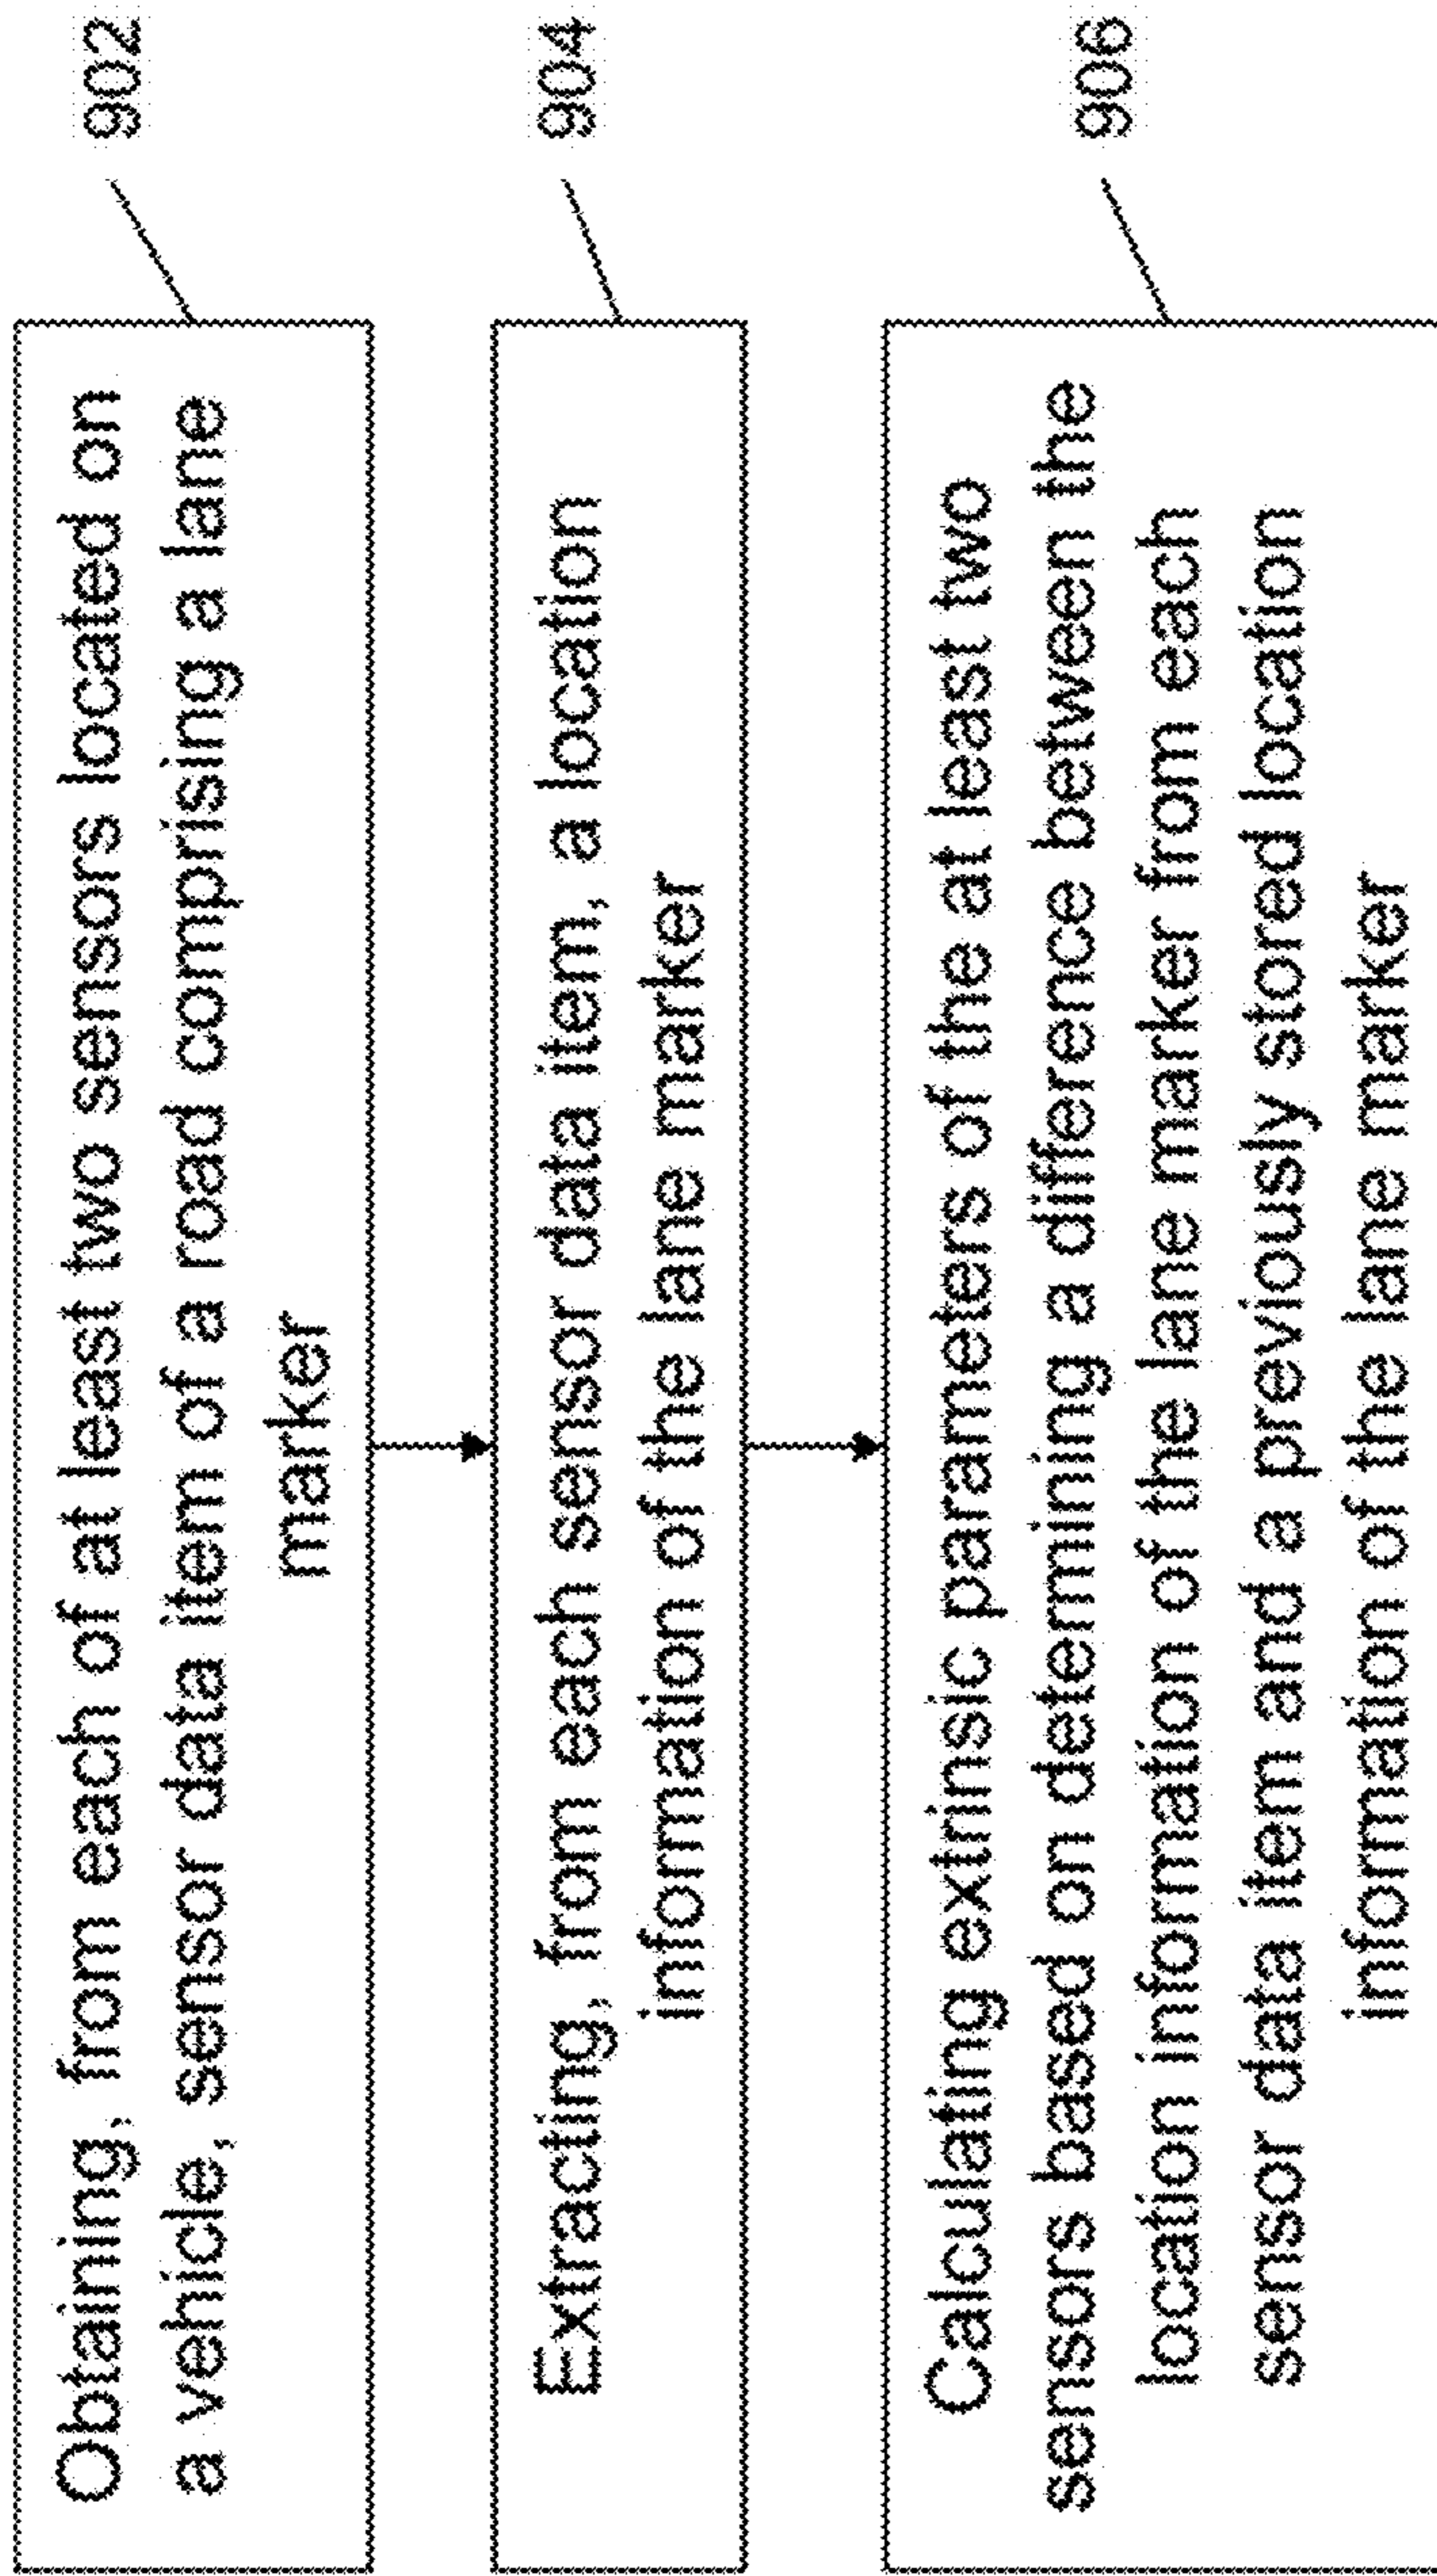 Obtaining, from each of at least two sensors located on
a vehicle, sensor data item of a road comprising a lane
marker
902
Extracting, from each sensor data item, a location
information of the lane marker
904
Calculating extrinsic parameters of the at least two
sensors based on determining a difference between the
location information of the lane marker from each
sensor data item and a previously stored location
information of the lane marker
906